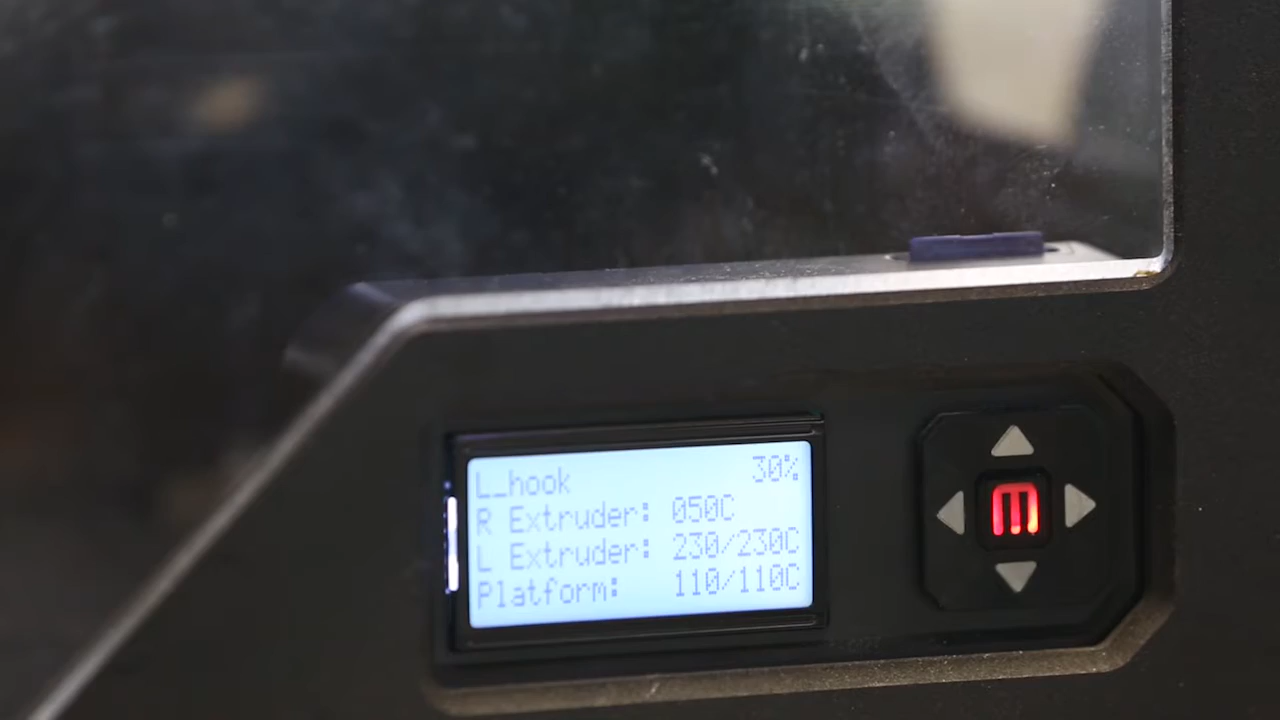 L_hook 30%
R Extruder: 050C
L Extruder: 230/230C
Platform: 110/110C
M